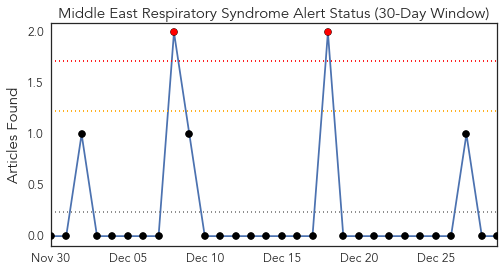 Middle East Respiratory Syndrome Alert Status (30-Day Window)
Articles Found
2.0
1.5
1.0
0.5
0.0
Nov 30 Dec 05 Dec 10 Dec 15 Dec 20 Dec 25